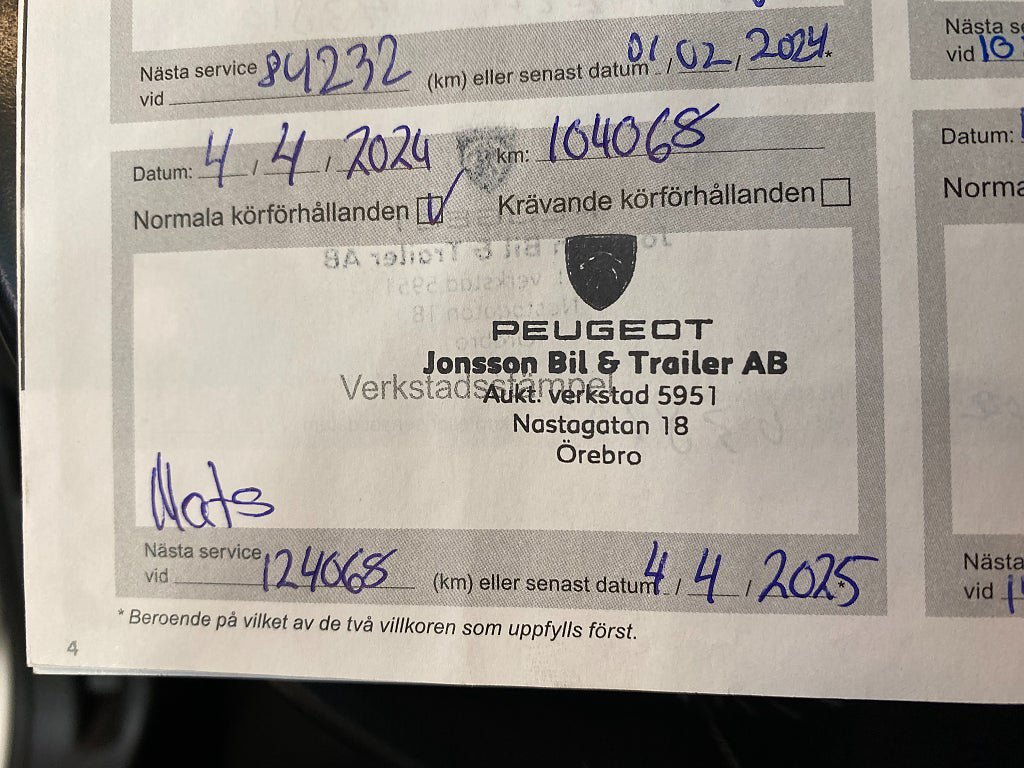 Nästa service 84232 (km) eller senast datum 01, 02, 2024*
vid
Datum: 4, 4, 2024 km: 104068
Normala körförhållanden Krävande körförhållanden
PEUGEOT
Jonsson Bil & Trailer AB
Verkstadsstämpel
Aukt. verkstad 5951
Nastagatan 18
Örebro
Mats
Nästa service 124068 (km) eller senast datum 4 / 4, 2025*
vid
* Beroende på vilket av de två villkoren som uppfylls först.
4
Nästa
vid
Datum:
Norma
Nästa
vid